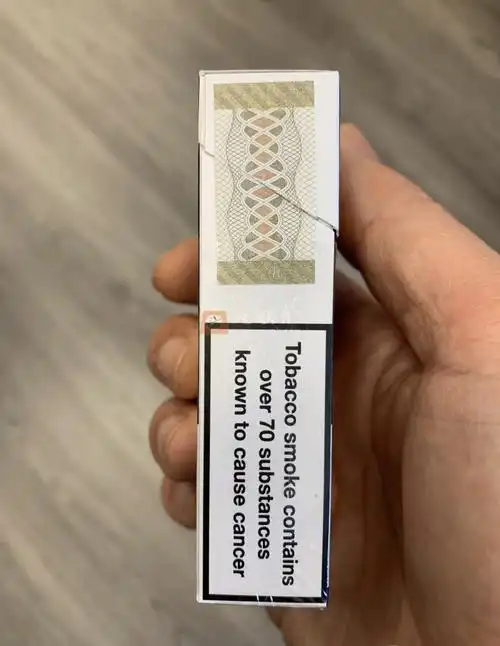 Tobacco smoke contains
over 70 substances
known to cause cancer